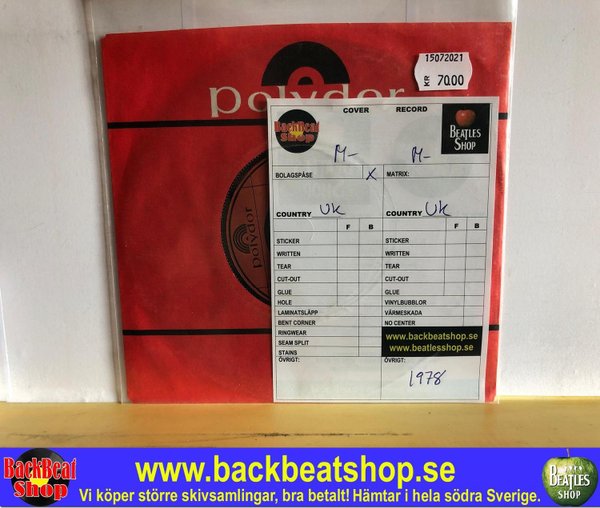 polydor
15072021
KR 70.00
COVER RECORD
BackBeat Shop
BEATLES SHOP
M- M-
BOLAGSPÅSE X MATRIX:
COUNTRY UK COUNTRY UK
F B F B
STICKER STICKER
WRITTEN WRITTEN
TEAR TEAR
CUT-OUT CUT-OUT
GLUE GLUE
HOLE VINYLBUBBLOR
LAMINATSLÄPP VÄRMESKADA
BENT CORNER NO CENTER
RINGWEAR
SEAM SPLIT
STAINS
www.backbeatshop.se
www.beatlesshop.se
ÖVRIGT: ÖVRIGT:
1978
polydor
BackBeat Shop
www.backbeatshop.se
Vi köper större skivsamlingar, bra betalt! Hämtar i hela södra Sverige.
BEATLES SHOP